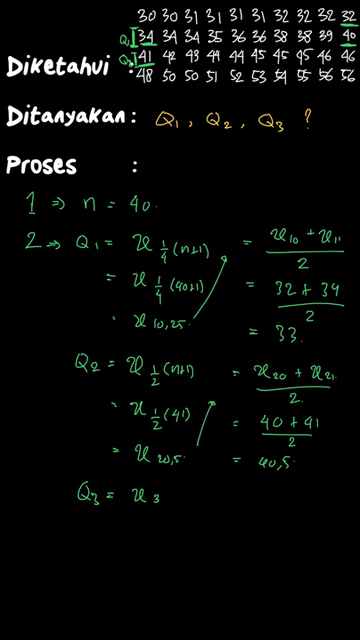 30 30 31 31 31 31 32 32 32 32
Q₁ 34 34 34 35 36 36 38 38 39 40
Diketahui : Q₂ 41 42 43 44 44 45 45 45 46 46
48 50 50 51 52 53 54 55 56 56
Ditanyakan : Q₁, Q₂, Q₃ ?
Proses :
1 ⇒ n = 40.
2 ⇒ Q₁ = x 1/4 (n+1) = (x₁₀ + x₁₁)/2
= x 1/4 (40+1) = (32 + 34)/2
= x 10,25. = 33.
Q₂ = x 1/2 (n+1) = (x₂₀ + x₂₁)/2.
= x 1/2 (41) = (40 + 41)/2
= x 20,5. = 40,5.
Q₃ = x 3